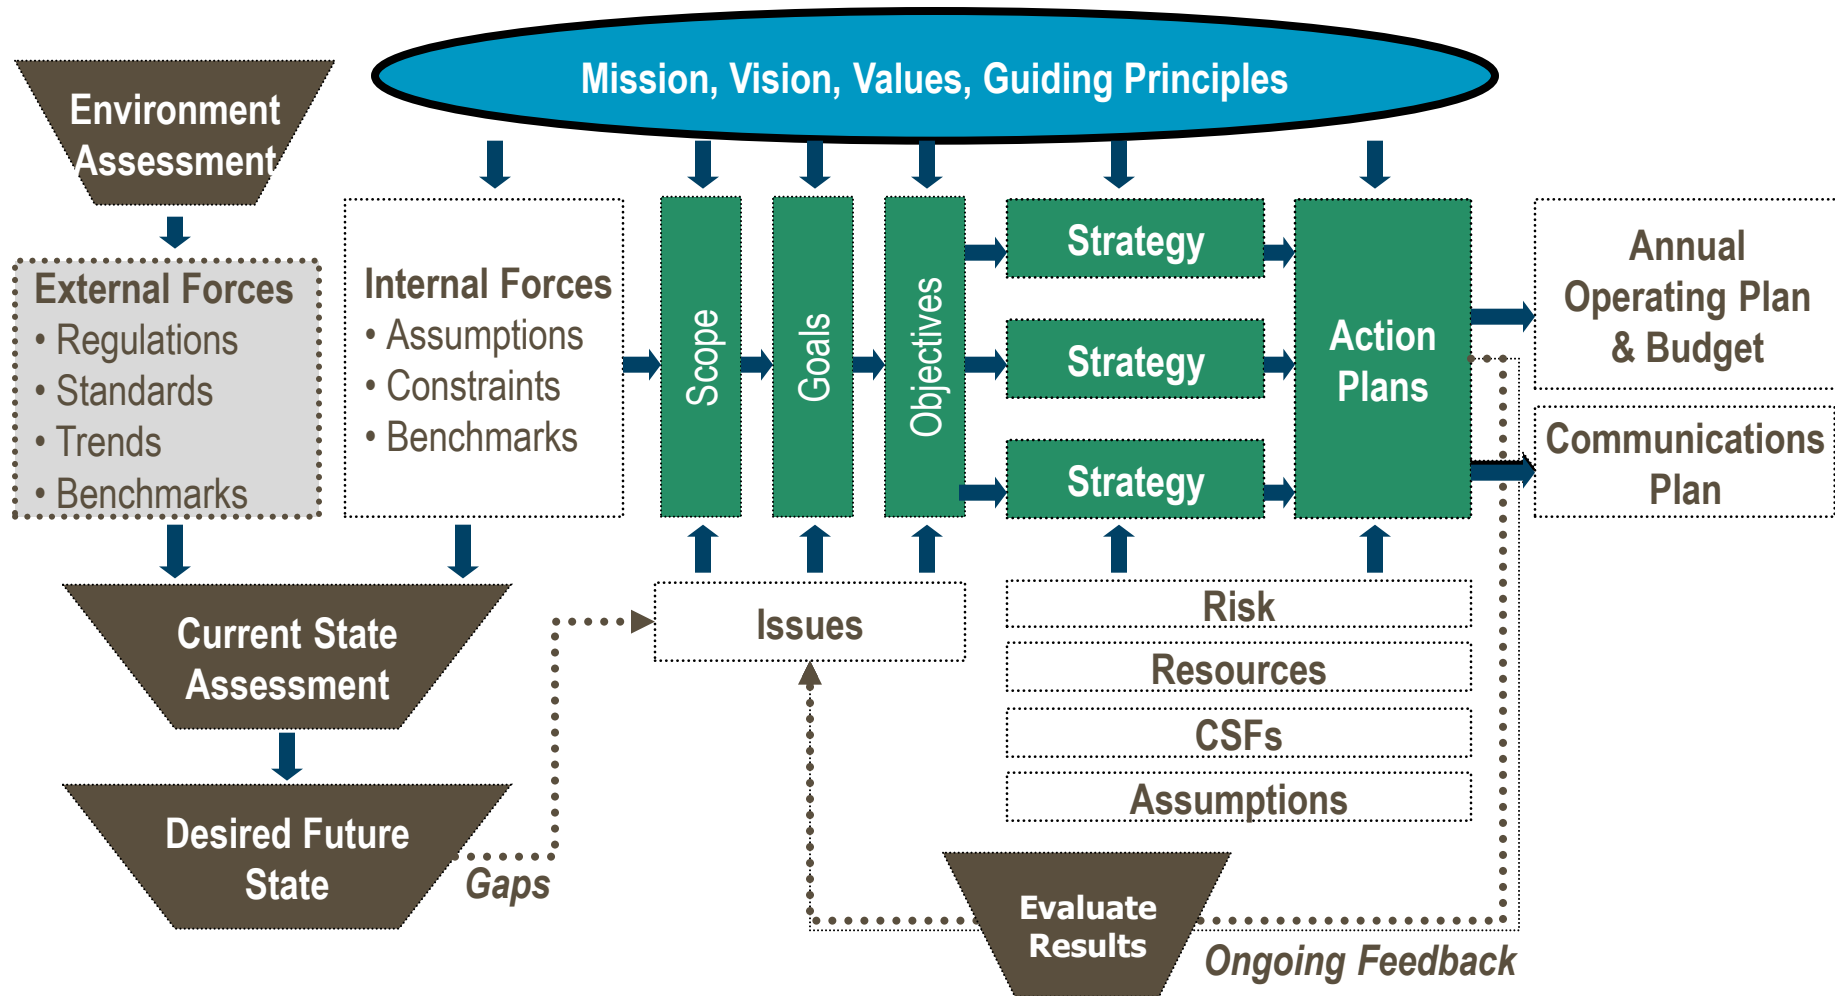 Mission, Vision, Values, Guiding Principles
Environment
Assessment
External Forces
• Regulations
• Standards
• Trends
• Benchmarks
Internal Forces
• Assumptions
• Constraints
• Benchmarks
Scope
Goals
Objectives
Strategy
Strategy
Strategy
Action
Plans
Annual
Operating Plan
& Budget
Communications
Plan
Current State
Assessment
Issues
Risk
Resources
CSFs
Assumptions
Desired Future
State
Gaps
Evaluate
Results
Ongoing Feedback